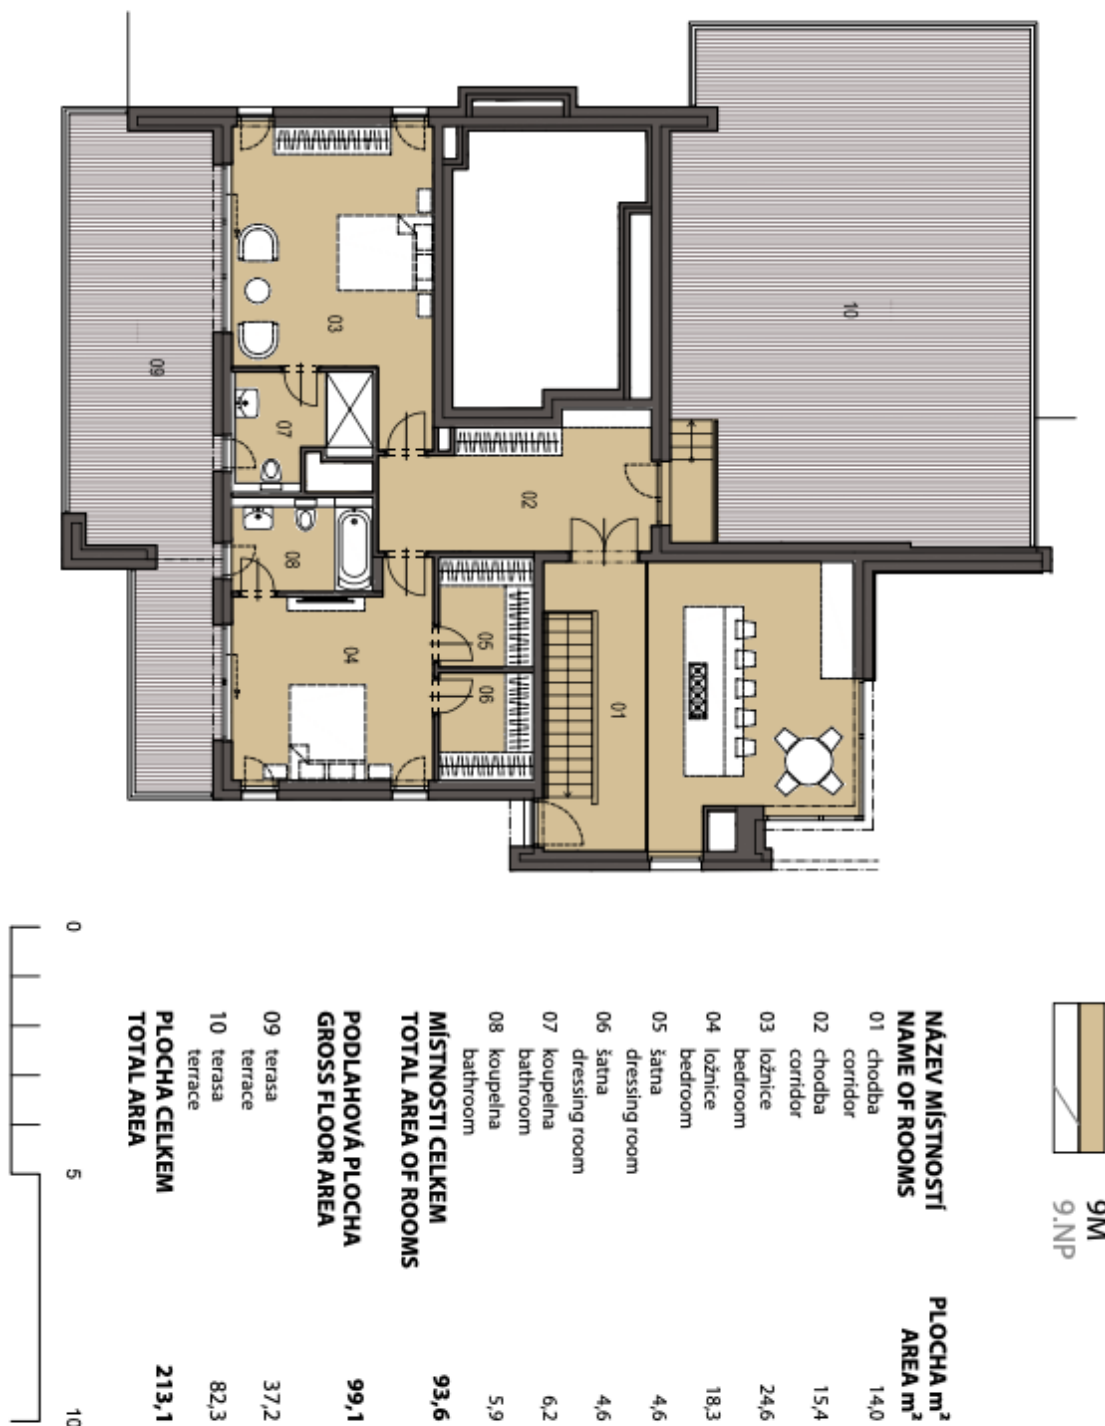 9M
9.NP
NÁZEV MÍSTNOSTÍ PLOCHA m²
NAME OF ROOMS AREA m²
01 chodba 14,0
corridor
02 chodba 15,4
corridor
03 ložnice 24,6
bedroom
04 ložnice 18,3
bedroom
05 šatna 4,6
dressing room
06 šatna 4,6
dressing room
07 koupelna 6,2
bathroom
08 koupelna 5,9
bathroom
MÍSTNOSTI CELKEM 93,6
TOTAL AREA OF ROOMS
PODLAHOVÁ PLOCHA 99,1
GROSS FLOOR AREA
09 terasa 37,2
terrace
10 terasa 82,3
terrace
PLOCHA CELKEM 213,1
TOTAL AREA
0 5 10
10
03
09
07
02
08
05
04
06
01